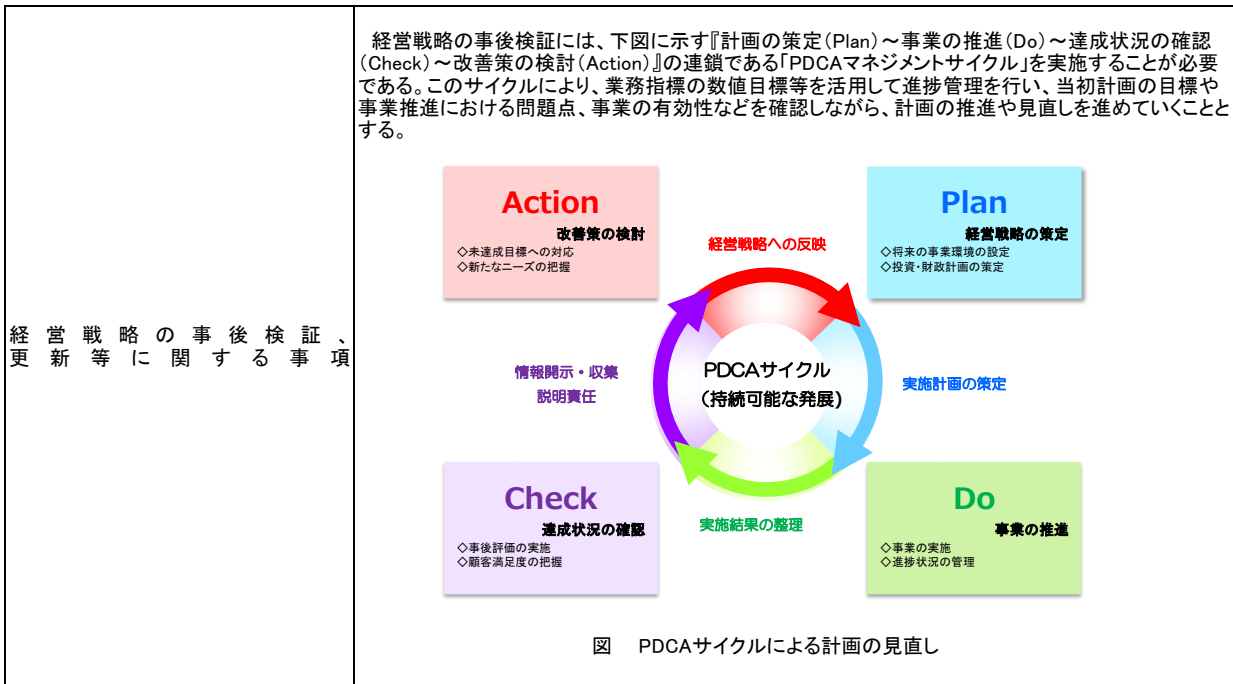 経営戦略の事後検証、
更新等に関する事項
経営戦略の事後検証には、下図に示す『計画の策定(Plan)～事業の推進(Do)～達成状況の確認
(Check)～改善策の検討(Action)』の連鎖である「PDCAマネジメントサイクル」を実施することが必要
である。このサイクルにより、業務指標の数値目標等を活用して進捗管理を行い、当初計画の目標や
事業推進における問題点、事業の有効性などを確認しながら、計画の推進や見直しを進めていくことと
する。
Action
改善策の検討
◇未達成目標への対応
◇新たなニーズの把握
経営戦略への反映
Plan
経営戦略の策定
◇将来の事業環境の設定
◇投資・財政計画の策定
情報開示・収集
説明責任
PDCAサイクル
(持続可能な発展)
実施計画の策定
Check
達成状況の確認
◇事後評価の実施
◇顧客満足度の把握
実施結果の整理
Do
事業の推進
◇事業の実施
◇進捗状況の管理
図 PDCAサイクルによる計画の見直し